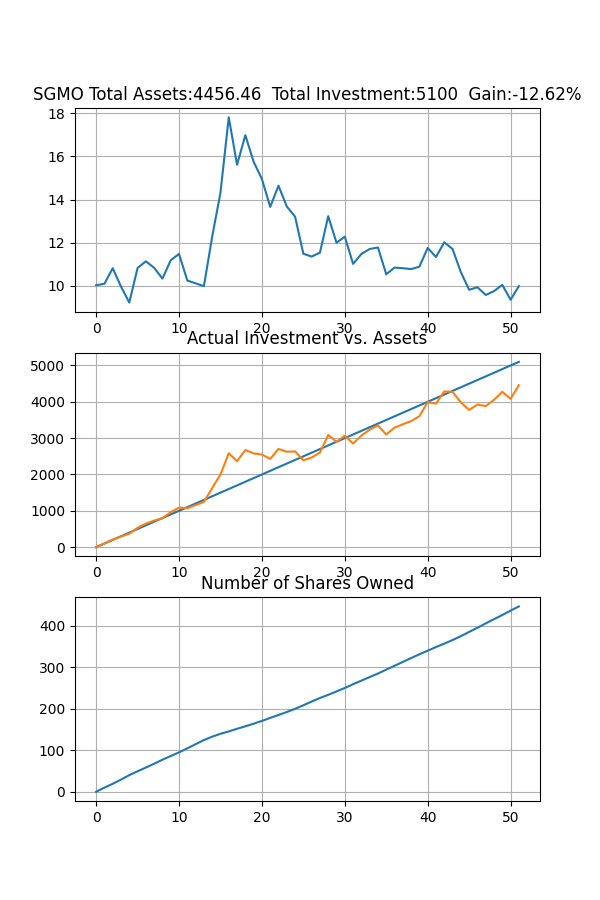 SGMO Total Assets:4456.46  Total Investment:5100  Gain:-12.62%
18
16
14
12
10
0 10 20 30 40 50
Actual Investment vs. Assets
5000
4000
3000
2000
1000
0
0 10 20 30 40 50
Number of Shares Owned
400
300
200
100
0
0 10 20 30 40 50